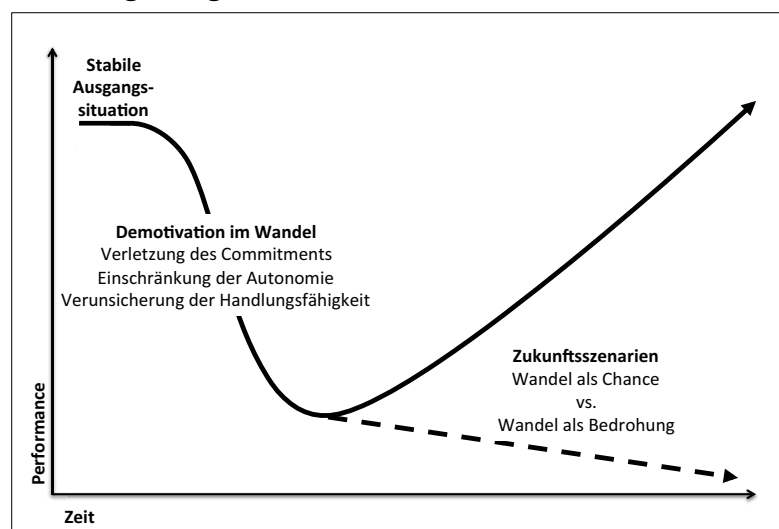 Stabile
Ausgangs-
situation
Demotivation im Wandel
Verletzung des Commitments
Einschränkung der Autonomie
Verunsicherung der Handlungsfähigkeit
Zukunftsszenarien
Wandel als Chance
vs.
Wandel als Bedrohung
Performance
Zeit